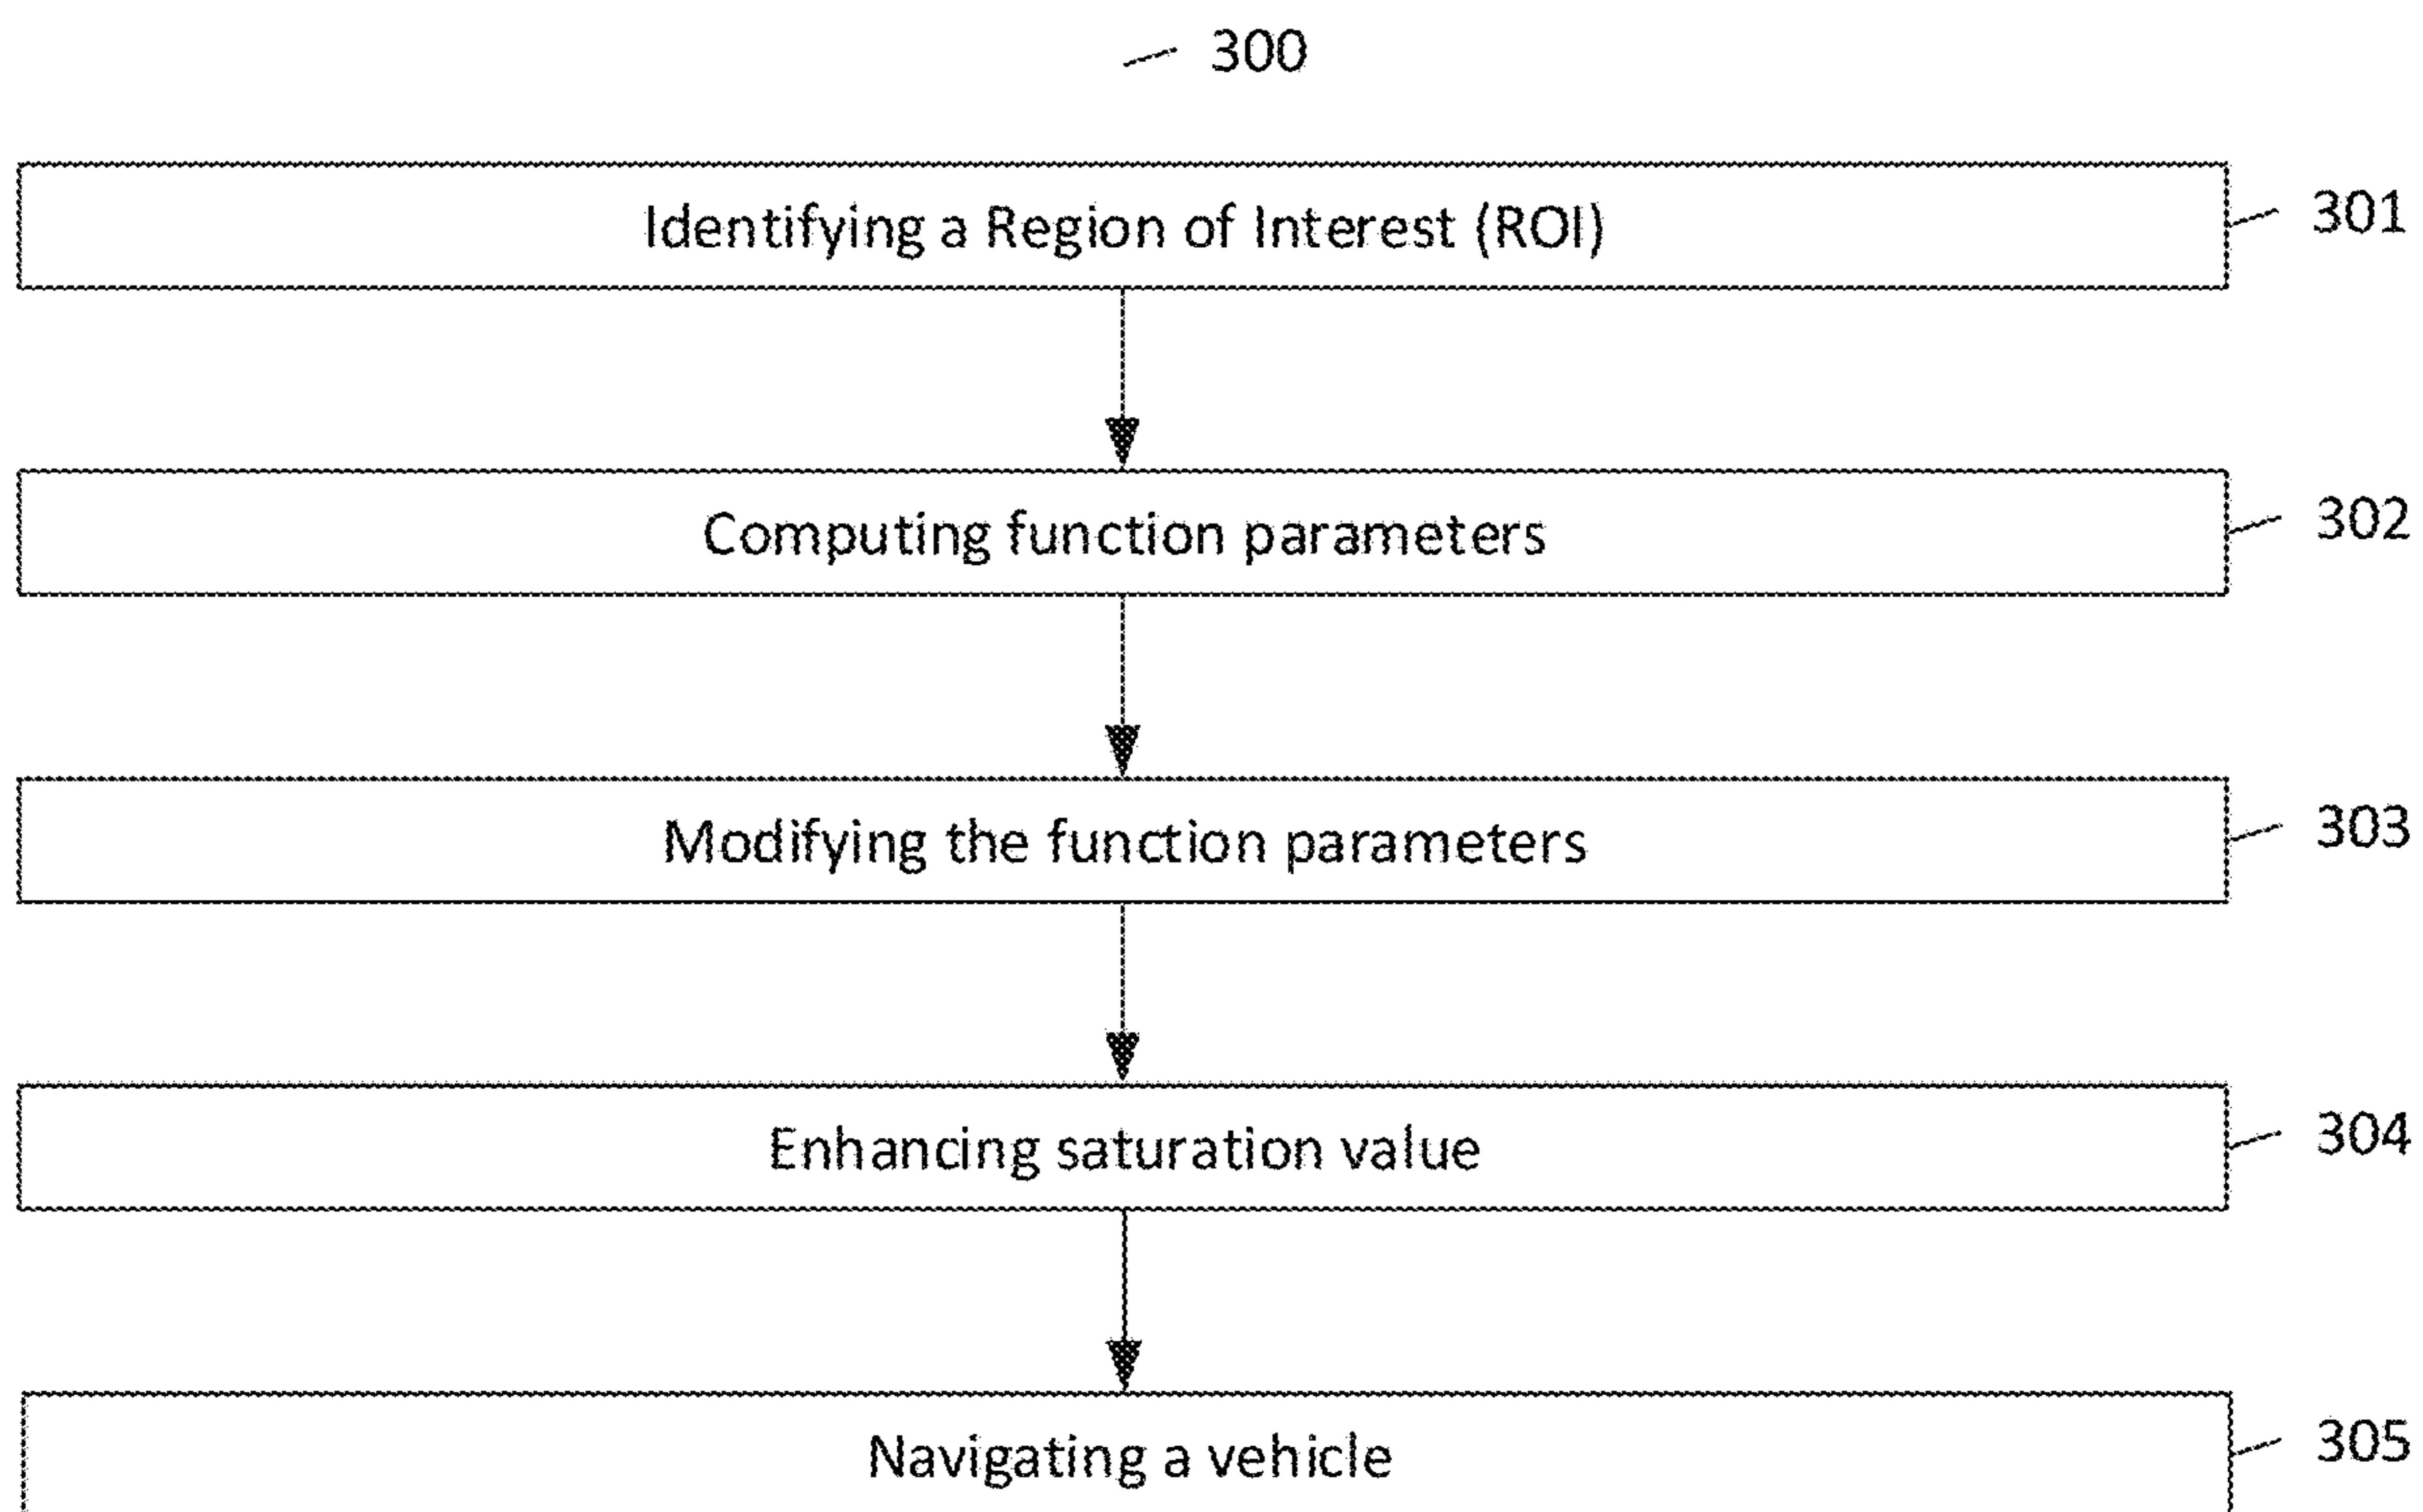 300
Identifying a Region of Interest (ROI)
301
Computing function parameters
302
Modifying the function parameters
303
Enhancing saturation value
304
Navigating a vehicle
305